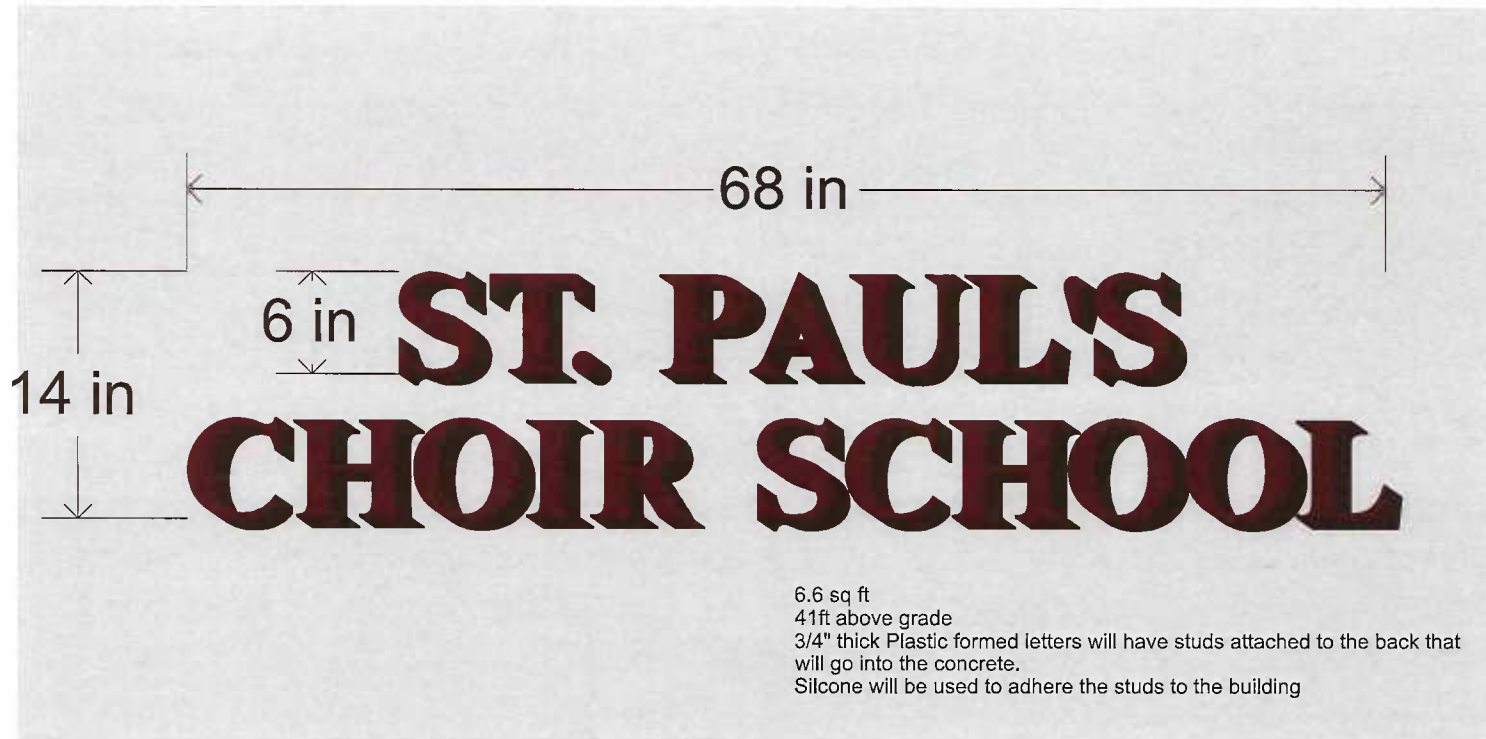 68 in
6 in
14 in
ST. PAUL'S
CHOIR SCHOOL
6.6 sq ft
41ft above grade
3/4" thick Plastic formed letters will have studs attached to the back that
will go into the concrete.
Silcone will be used to adhere the studs to the building